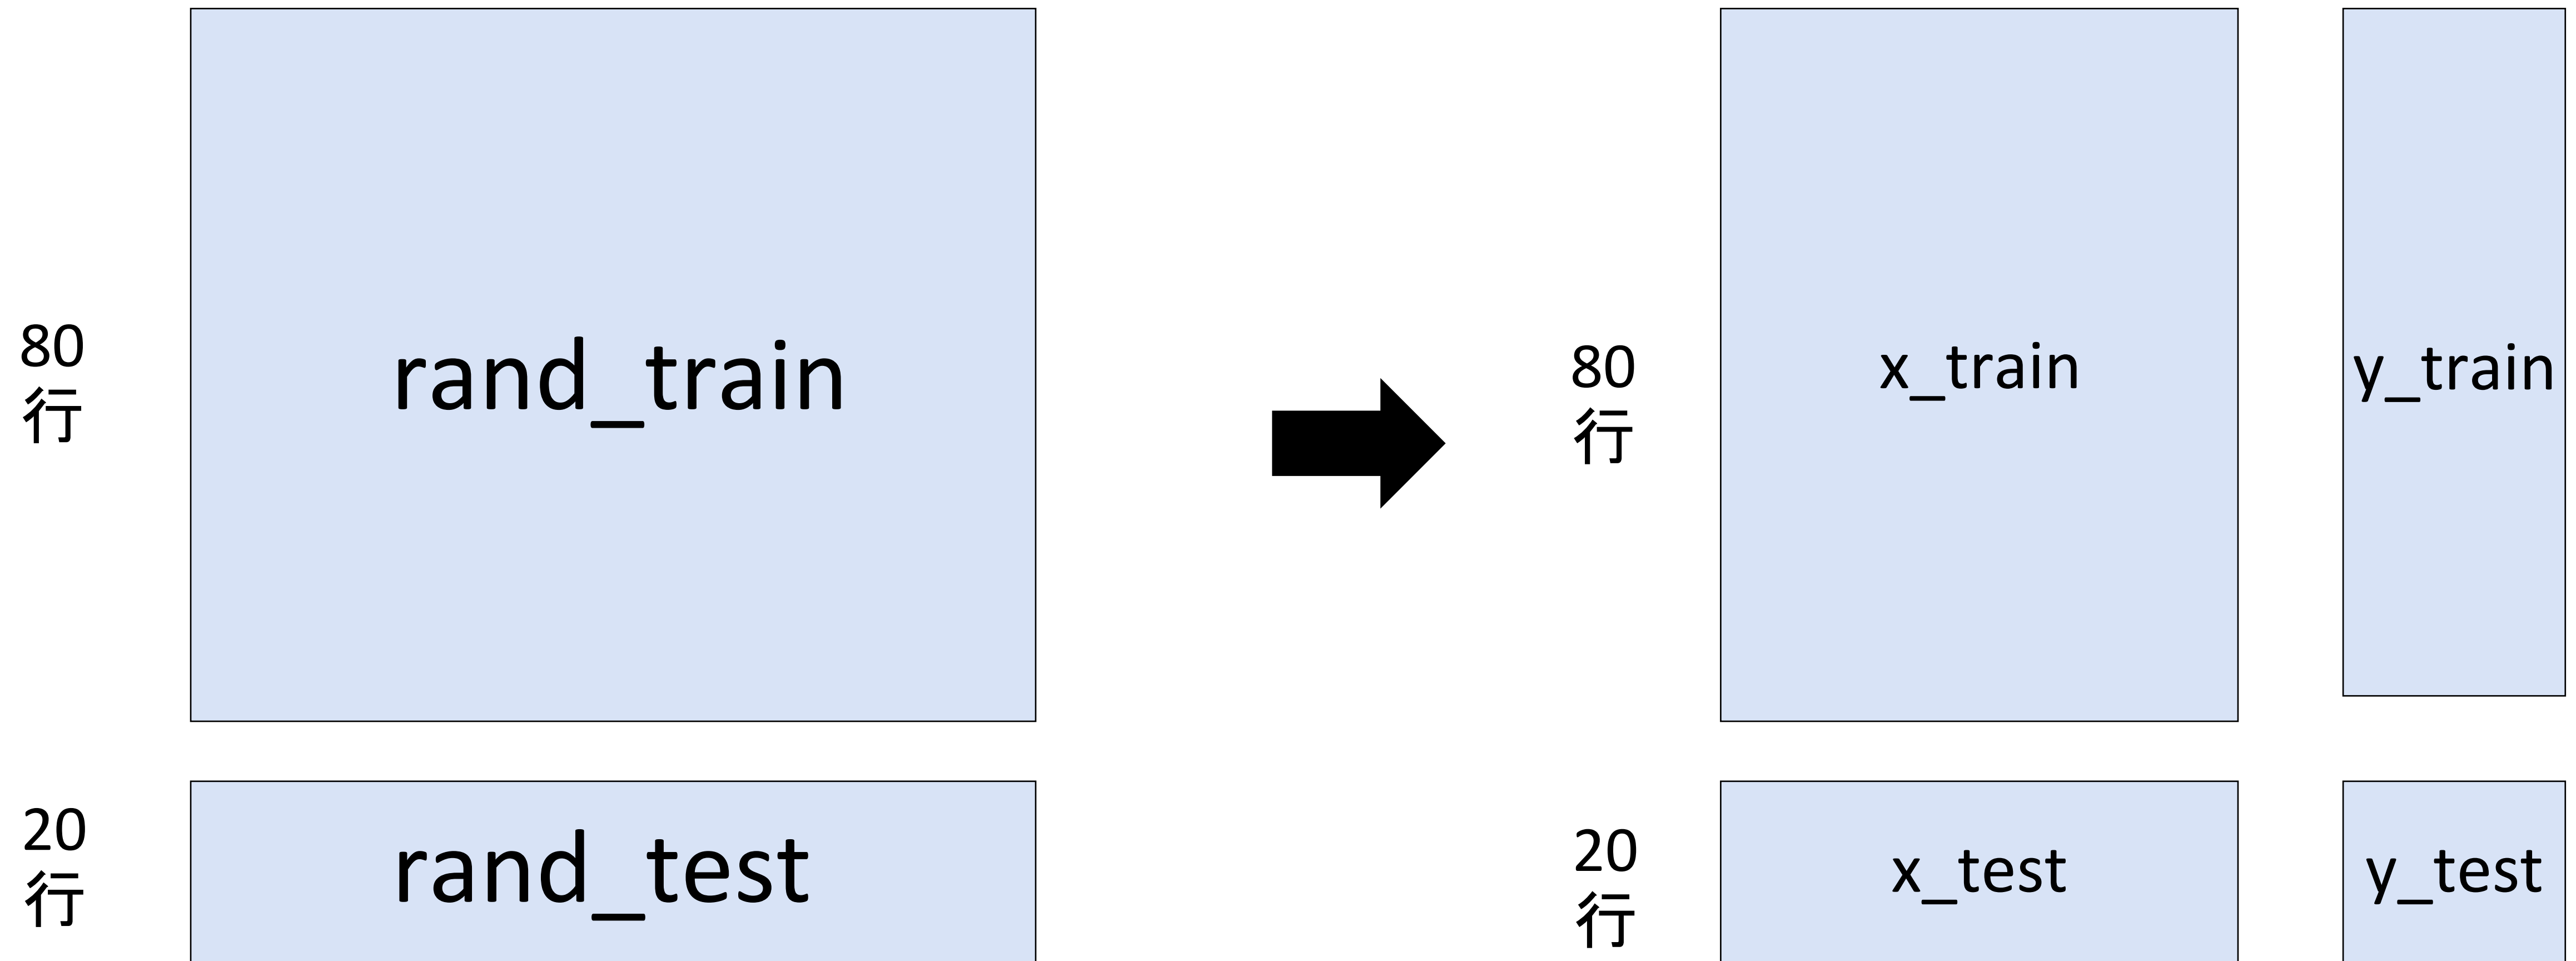 80
行
rand_train
80
行
x_train
y_train
20
行
rand_test
20
行
x_test
y_test